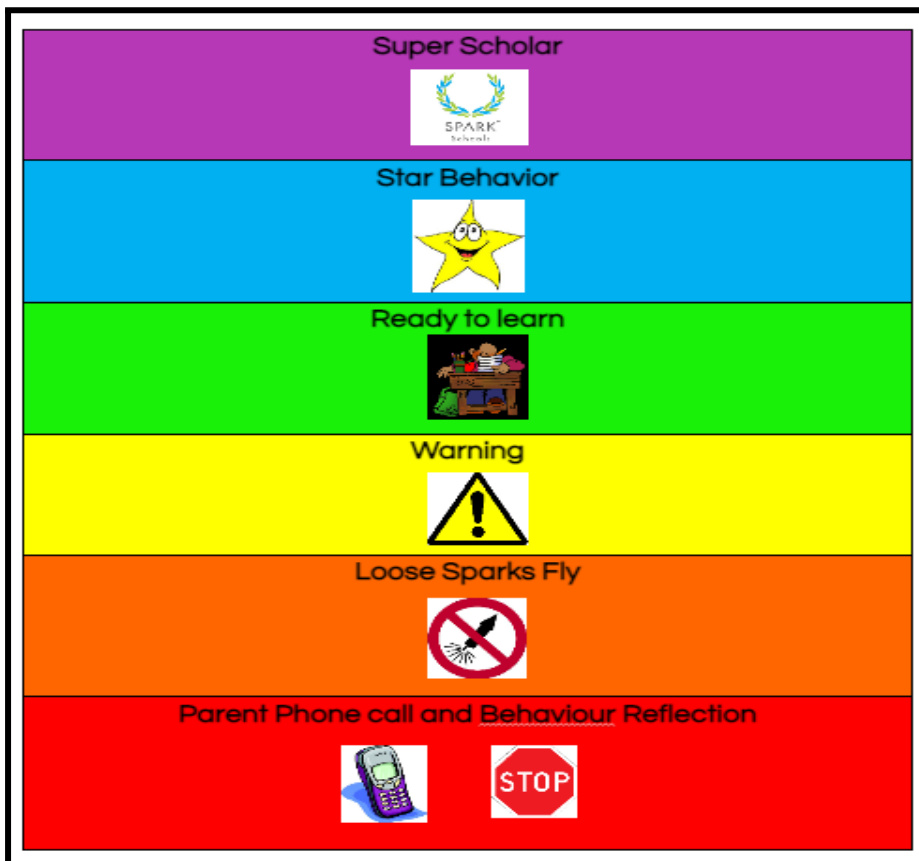 Super Scholar
SPARK
Schools
Star Behavior
Ready to learn
Warning
Loose Sparks Fly
Parent Phone call and Behaviour Reflection
STOP